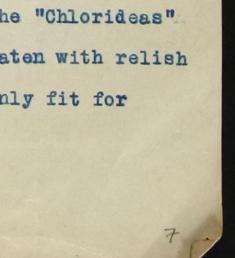 he "Chlorideas"
aten with relish
nly fit for
7